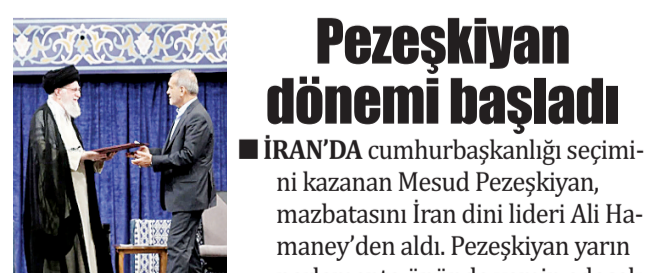 Pezeşkiyan
dönemi başladı
■ İRAN’DA cumhurbaşkanlığı seçimi-
ni kazanan Mesud Pezeşkiyan,
mazbatasını İran dini lideri Ali Ha-
maney’den aldı. Pezeşkiyan yarın